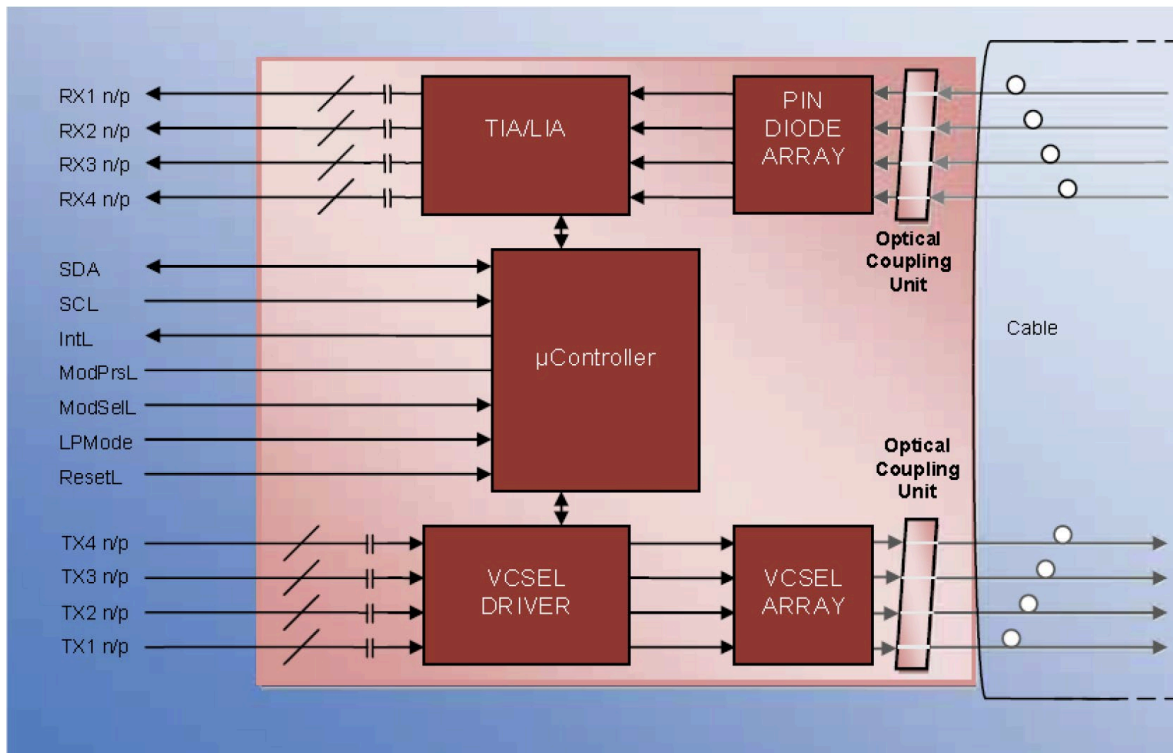 RX1 n/p
RX2 n/p
RX3 n/p
RX4 n/p
TIA/LIA
PIN
DIODE
ARRAY
Optical
Coupling
Unit
SDA
SCL
IntL
ModPrsL
ModSelL
LPMode
ResetL
µController
Cable
Optical
Coupling
Unit
TX4 n/p
TX3 n/p
TX2 n/p
TX1 n/p
VCSEL
DRIVER
VCSEL
ARRAY